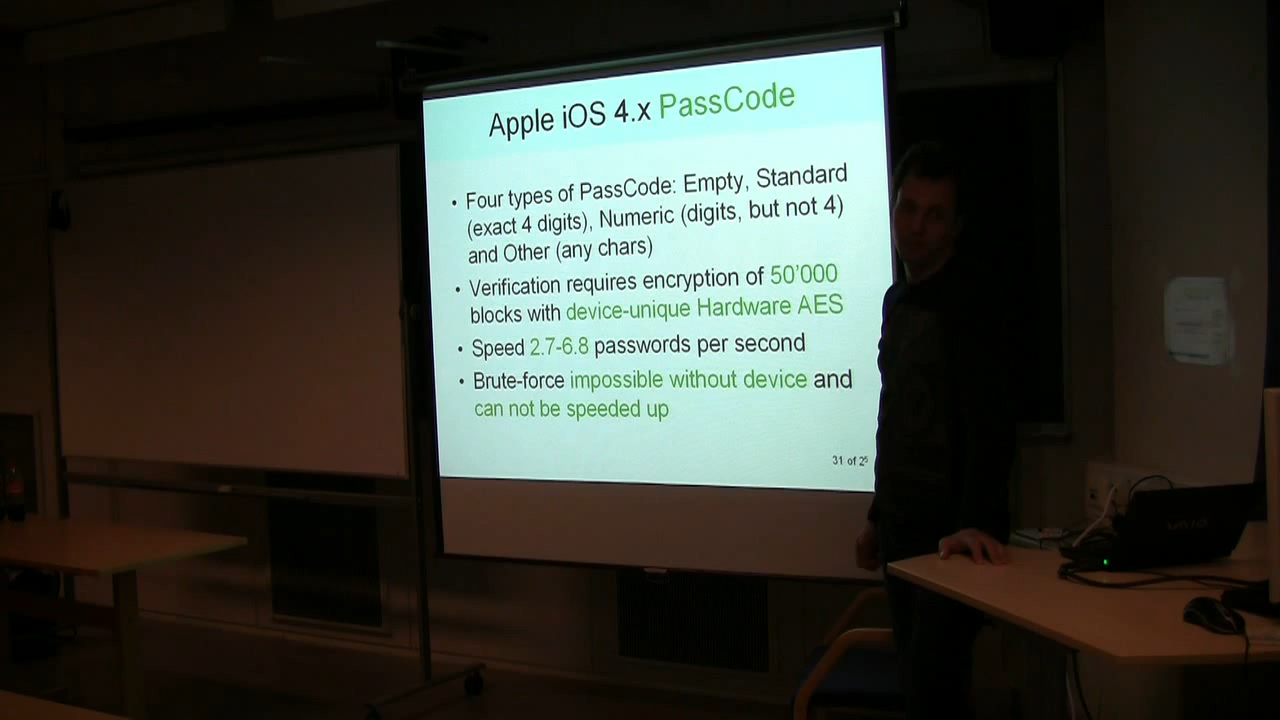 Apple iOS 4.x PassCode
• Four types of PassCode: Empty, Standard
(exact 4 digits), Numeric (digits, but not 4)
and Other (any chars)
• Verification requires encryption of 50'000
blocks with device-unique Hardware AES
• Speed 2.7-6.8 passwords per second
• Brute-force impossible without device and
can not be speeded up
31 of
VAIO